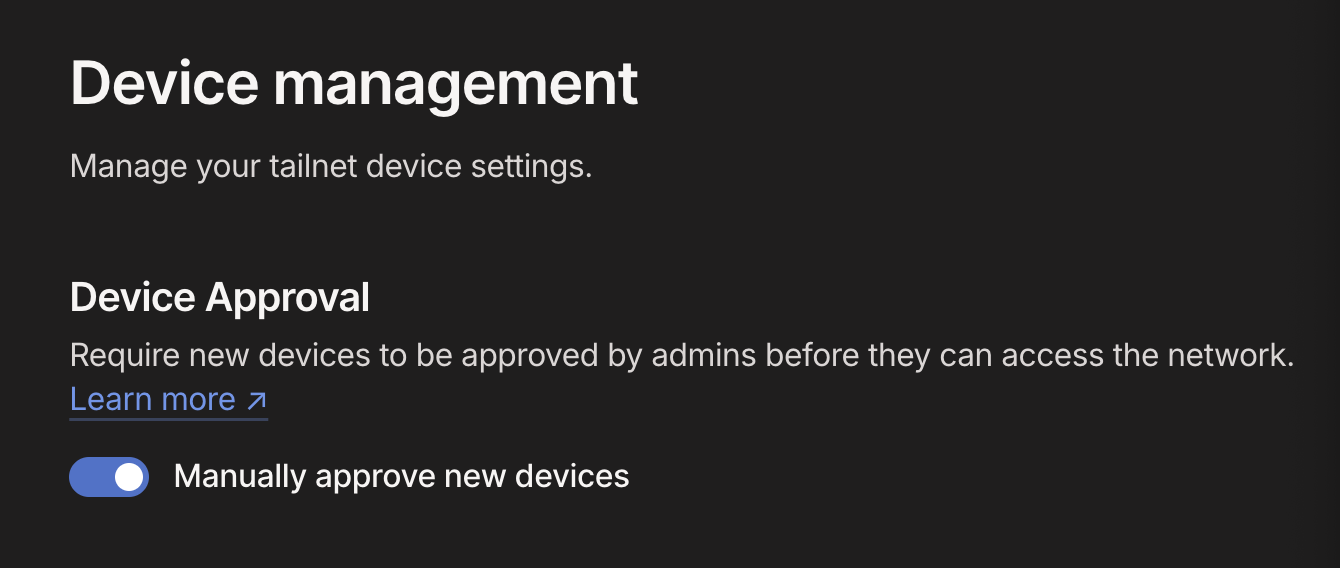 Device management
Manage your tailnet device settings.
Device Approval
Require new devices to be approved by admins before they can access the network.
Learn more ↗
Manually approve new devices